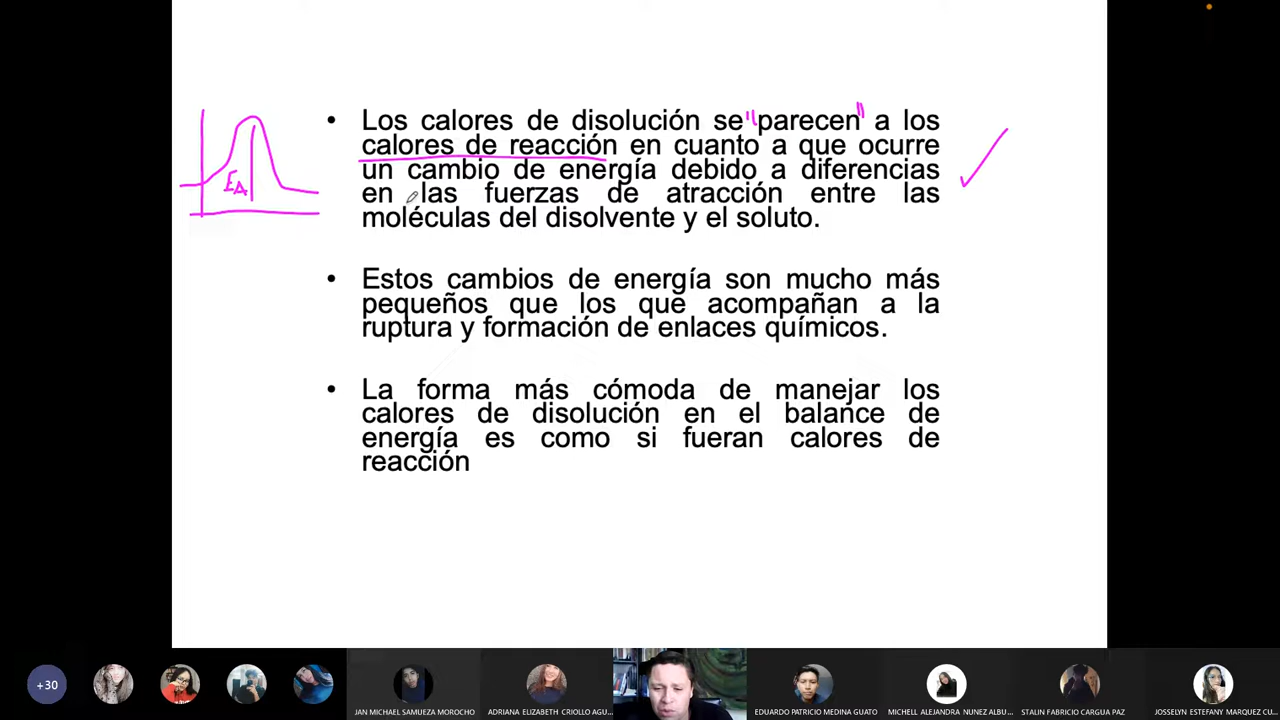 • Los calores de disolución se "parecen" a los
calores de reacción en cuanto a que ocurre
un cambio de energía debido a diferencias
en las fuerzas de atracción entre las
moléculas del disolvente y el soluto.
EA
• Estos cambios de energía son mucho más
pequeños que los que acompañan a la
ruptura y formación de enlaces químicos.
• La forma más cómoda de manejar los
calores de disolución en el balance de
energía es como si fueran calores de
reacción
+30
JAN MICHAEL SAMUEZA MOROCHO
ADRIANA ELIZABETH CRIOLLO AGU...
EDUARDO PATRICIO MEDINA GUATO
MICHELL ALEJANDRA NUNEZ ALBU...
STALIN FABRICIO CARGUA PAZ
JOSSELYN ESTEFANY MARQUEZ CU...